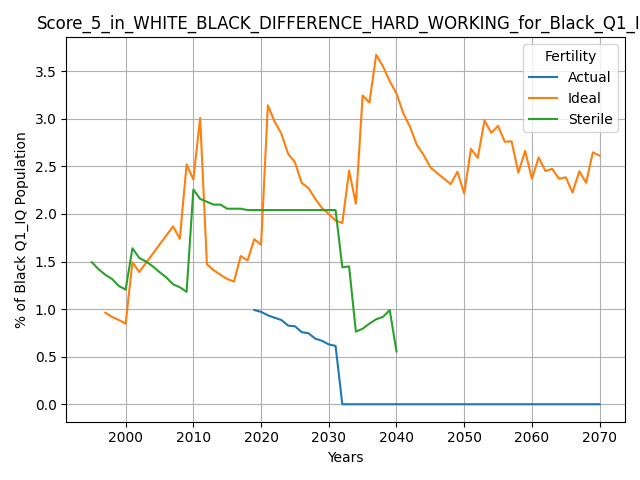 Score_5_in_WHITE_BLACK_DIFFERENCE_HARD_WORKING_for_Black_Q1_I
Fertility
Actual
Ideal
Sterile
% of Black Q1_IQ Population
3.5
3.0
2.5
2.0
1.5
1.0
0.5
0.0
2000 2010 2020 2030 2040 2050 2060 2070
Years